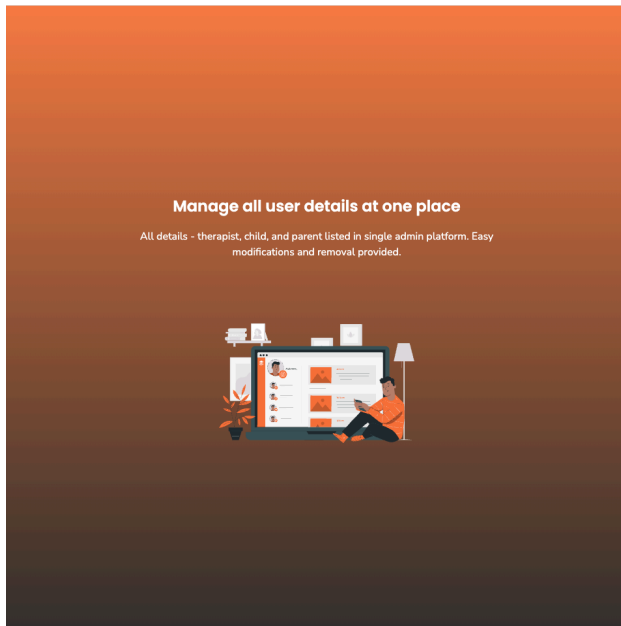 Manage all user details at one place
All details - therapist, child, and parent listed in single admin platform. Easy
modifications and removal provided.